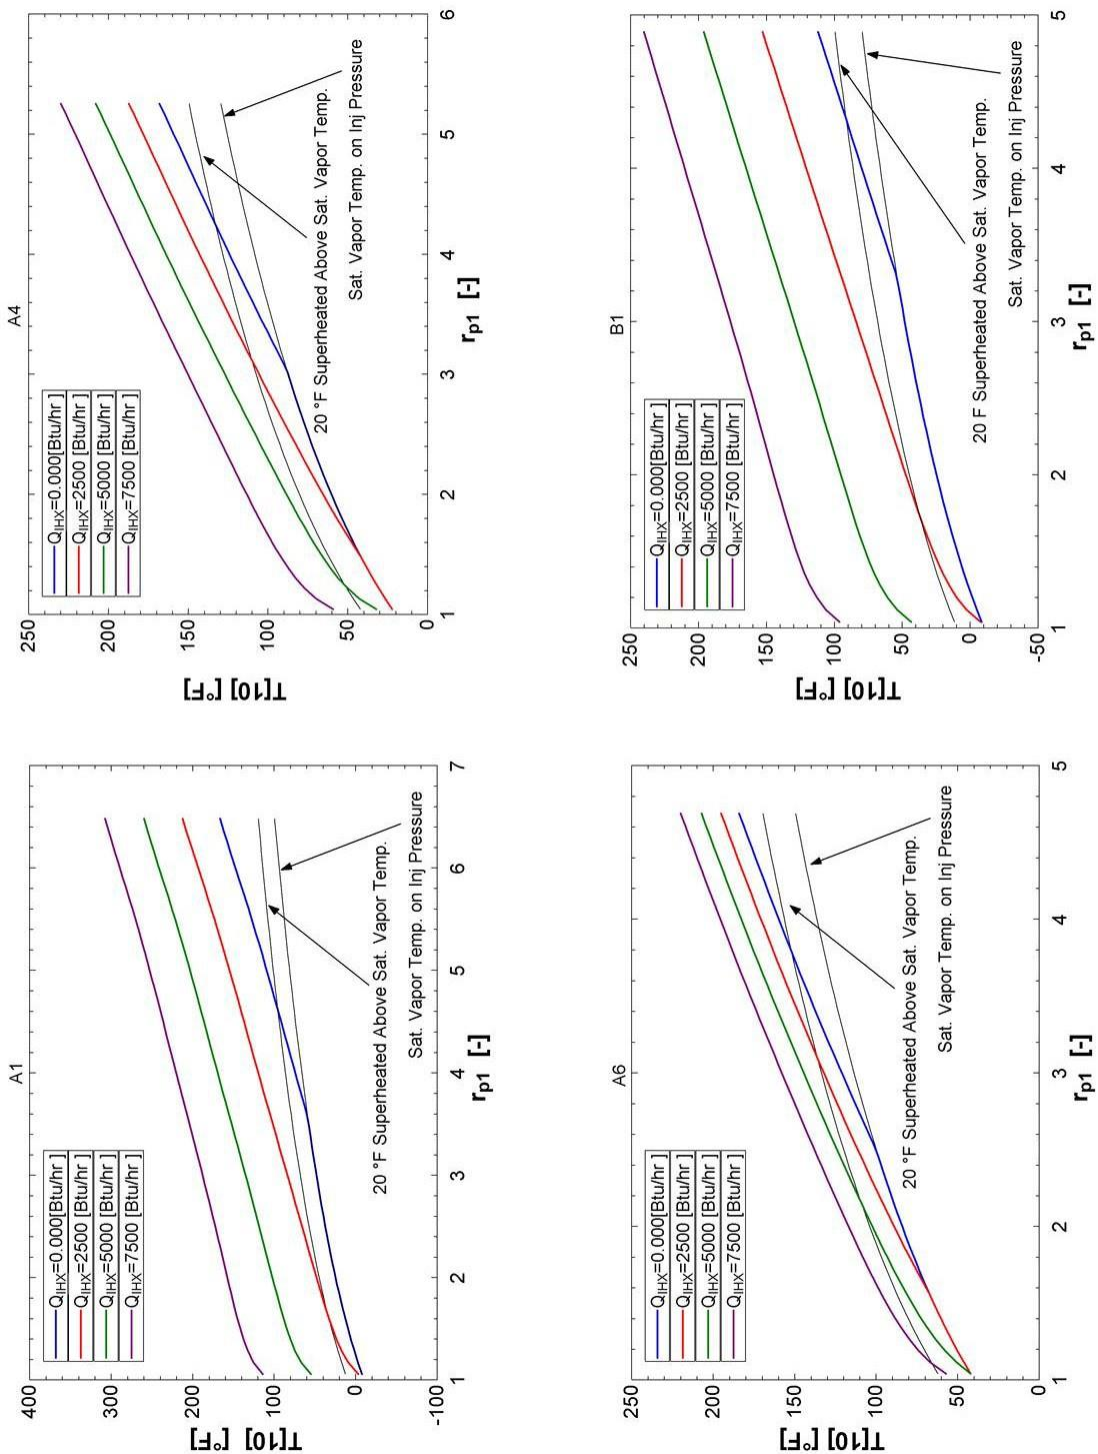 A1
400
300
200
100
0
-100
T[10] [°F]
Q_IHX=0.000[Btu/hr ]
Q_IHX=2500 [Btu/hr ]
Q_IHX=5000 [Btu/hr ]
Q_IHX=7500 [Btu/hr ]
20 °F Superheated Above Sat. Vapor Temp.
Sat. Vapor Temp. on Inj Pressure
1 2 3 4 5 6 7
r_p1 [-]
A4
250
200
150
100
50
0
T[10] [°F]
Q_IHX=0.000[Btu/hr ]
Q_IHX=2500 [Btu/hr ]
Q_IHX=5000 [Btu/hr ]
Q_IHX=7500 [Btu/hr ]
20 °F Superheated Above Sat. Vapor Temp.
Sat. Vapor Temp. on Inj Pressure
1 2 3 4 5 6
r_p1 [-]
A6
250
200
150
100
50
0
T[10] [°F]
Q_IHX=0.000[Btu/hr ]
Q_IHX=2500 [Btu/hr ]
Q_IHX=5000 [Btu/hr ]
Q_IHX=7500 [Btu/hr ]
20 °F Superheated Above Sat. Vapor Temp.
Sat. Vapor Temp. on Inj Pressure
1 2 3 4 5
r_p1 [-]
B1
250
200
150
100
50
0
-50
T[10] [°F]
Q_IHX=0.000[Btu/hr ]
Q_IHX=2500 [Btu/hr ]
Q_IHX=5000 [Btu/hr ]
Q_IHX=7500 [Btu/hr ]
20 F Superheated Above Sat. Vapor Temp.
Sat. Vapor Temp. on Inj Pressure
1 2 3 4 5
r_p1 [-]